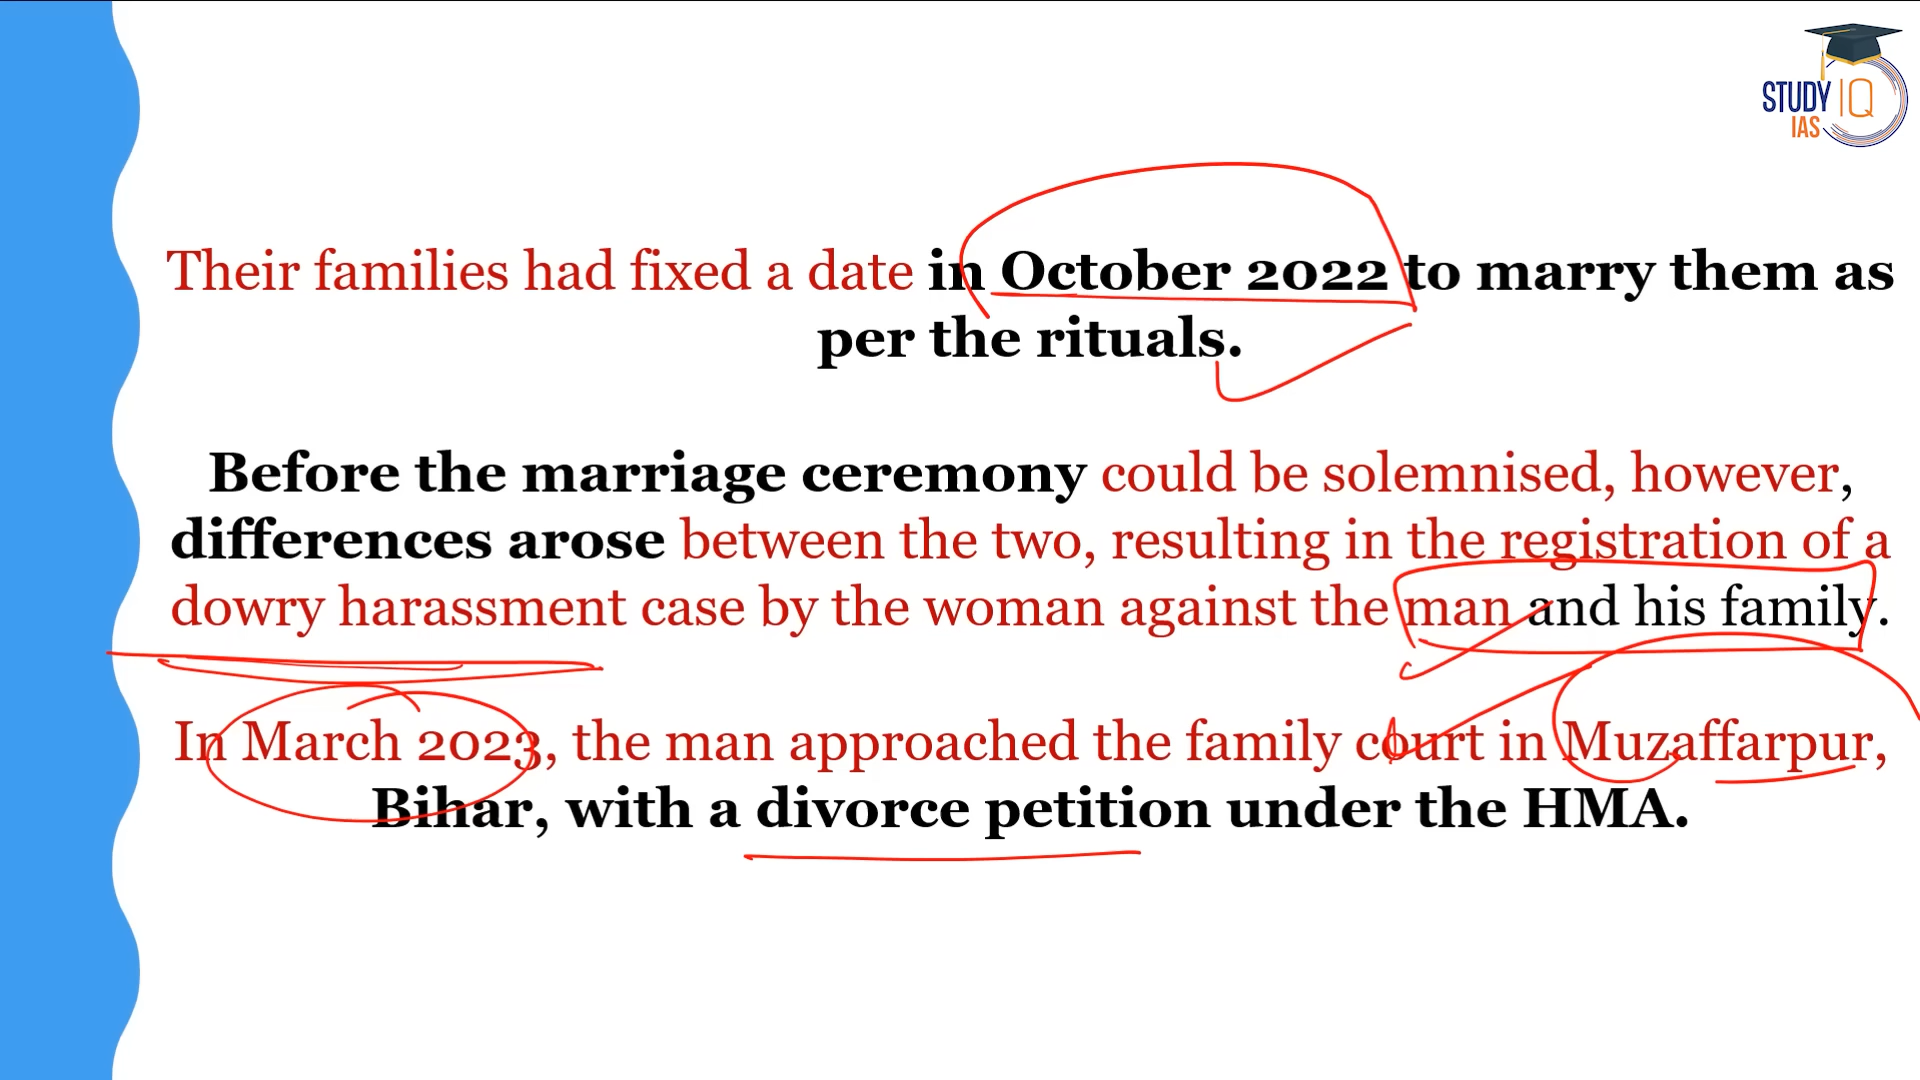 STUDY IQ
IAS
Their families had fixed a date in October 2022 to marry them as
per the rituals.
Before the marriage ceremony could be solemnised, however,
differences arose between the two, resulting in the registration of a
dowry harassment case by the woman against the man and his family.
In March 2023, the man approached the family court in Muzaffarpur,
Bihar, with a divorce petition under the HMA.